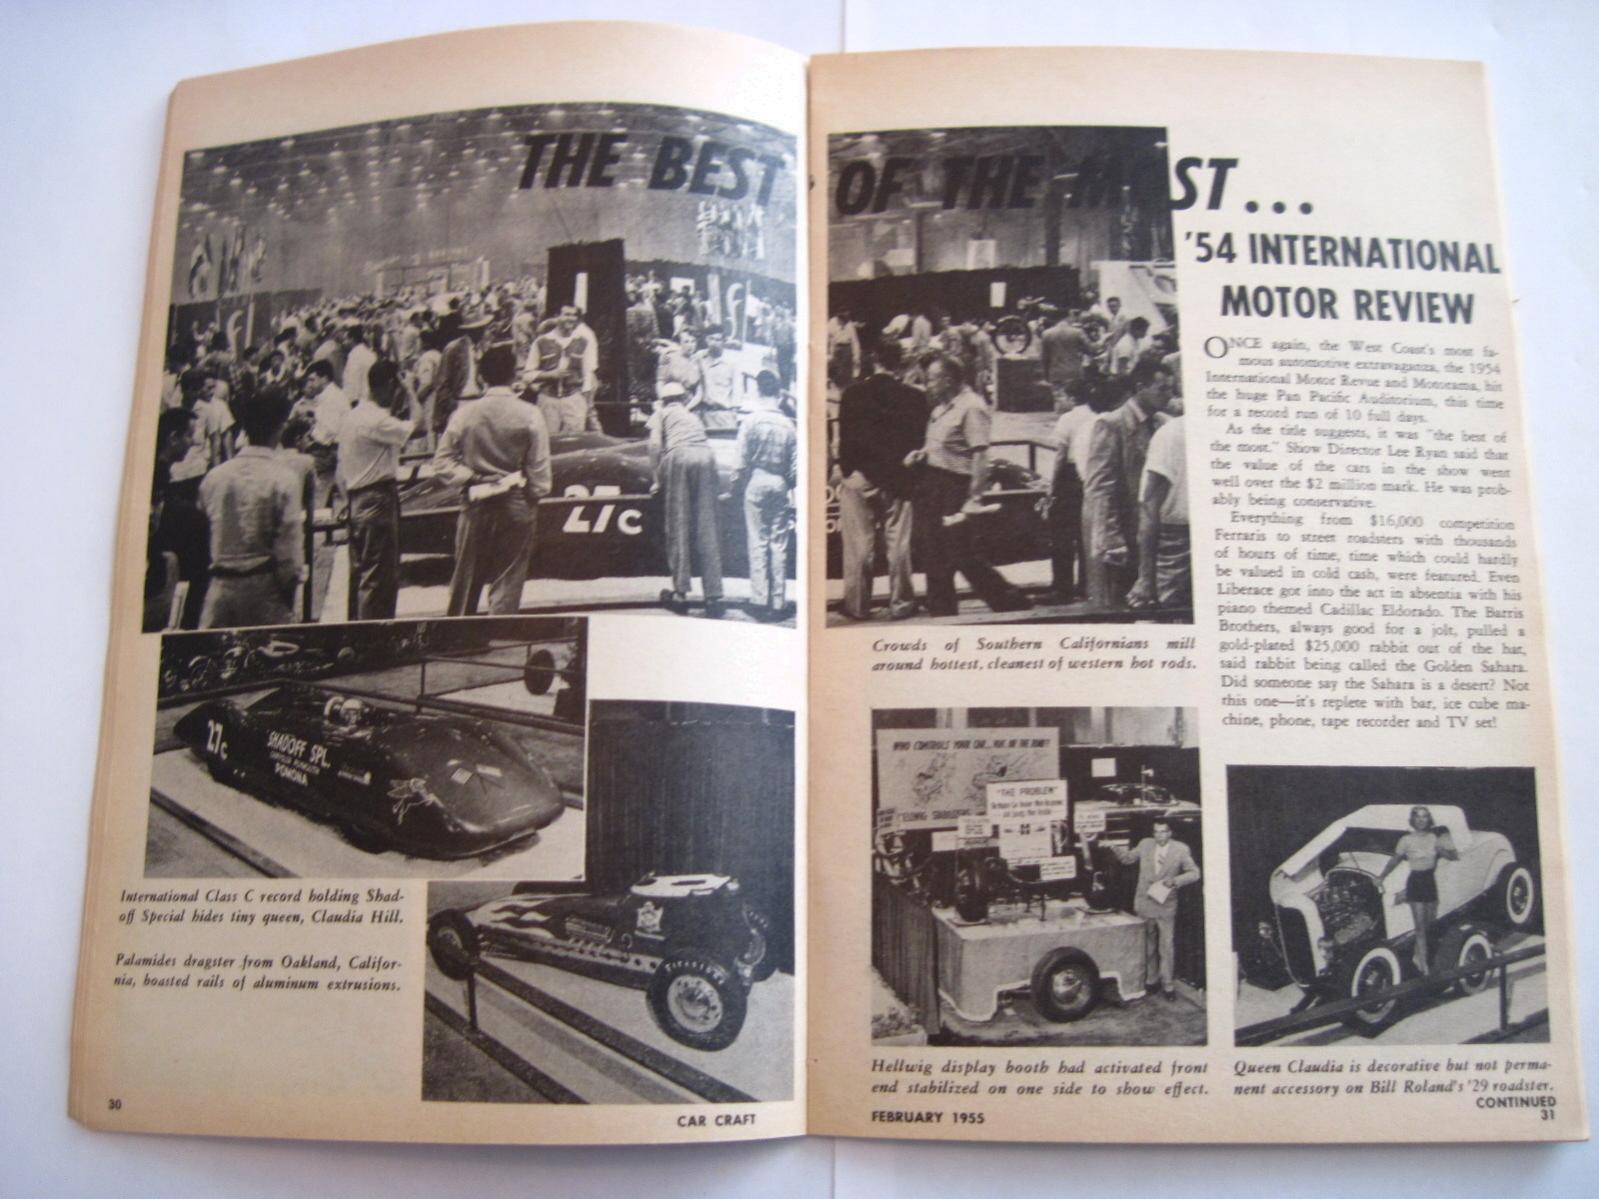 THE BEST OF THE MOST...
'54 INTERNATIONAL
MOTOR REVIEW
27c
27c
SHADOFF SPL.
CHRYSLER PLYMOUTH
POMONA
International Class C record holding Shad-
off Special hides tiny queen, Claudia Hill.
Palamides dragster from Oakland, Califor-
nia, boasted rails of aluminum extrusions.
Firestone
30
CAR CRAFT
Crowds of Southern Californians mill
around hottest, cleanest of western hot rods.
ONCE again, the West Coast's most fa-
mous automotive extravaganza, the 1954
International Motor Revue and Motorama, hit
the huge Pan Pacific Auditorium, this time
for a record run of 10 full days.
As the title suggests, it was "the best of
the most." Show Director Lee Ryan said that
the value of the cars in the show went
well over the $2 million mark. He was prob-
ably being conservative.
Everything from $16,000 competition
Ferraris to street roadsters with thousands
of hours of time, time which could hardly
be valued in cold cash, were featured. Even
Liberace got into the act in absentia with his
piano themed Cadillac Eldorado. The Barris
Brothers, always good for a jolt, pulled a
gold-plated $25,000 rabbit out of the hat,
said rabbit being called the Golden Sahara.
Did someone say the Sahara is a desert? Not
this one—it's replete with bar, ice cube ma-
chine, phone, tape recorder and TV set!
WHO CONTROLS YOUR CAR... YOU OR THE ROAD?
"THE PROBLEM"
Hellwig display booth had activated front
end stabilized on one side to show effect.
Queen Claudia is decorative but not perma-
nent accessory on Bill Roland's '29 roadster.
CONTINUED
FEBRUARY 1955
31